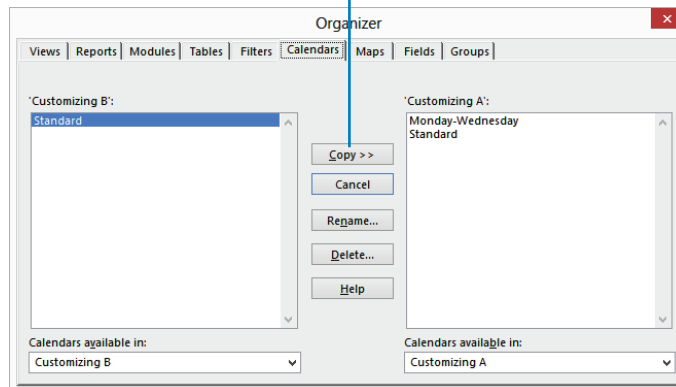 Organizer
Views Reports Modules Tables Filters Calendars Maps Fields Groups
'Customizing B':
Standard
Copy >>
Cancel
Rename...
Delete...
Help
'Customizing A':
Monday-Wednesday
Standard
Calendars available in:
Customizing B
Calendars available in:
Customizing A